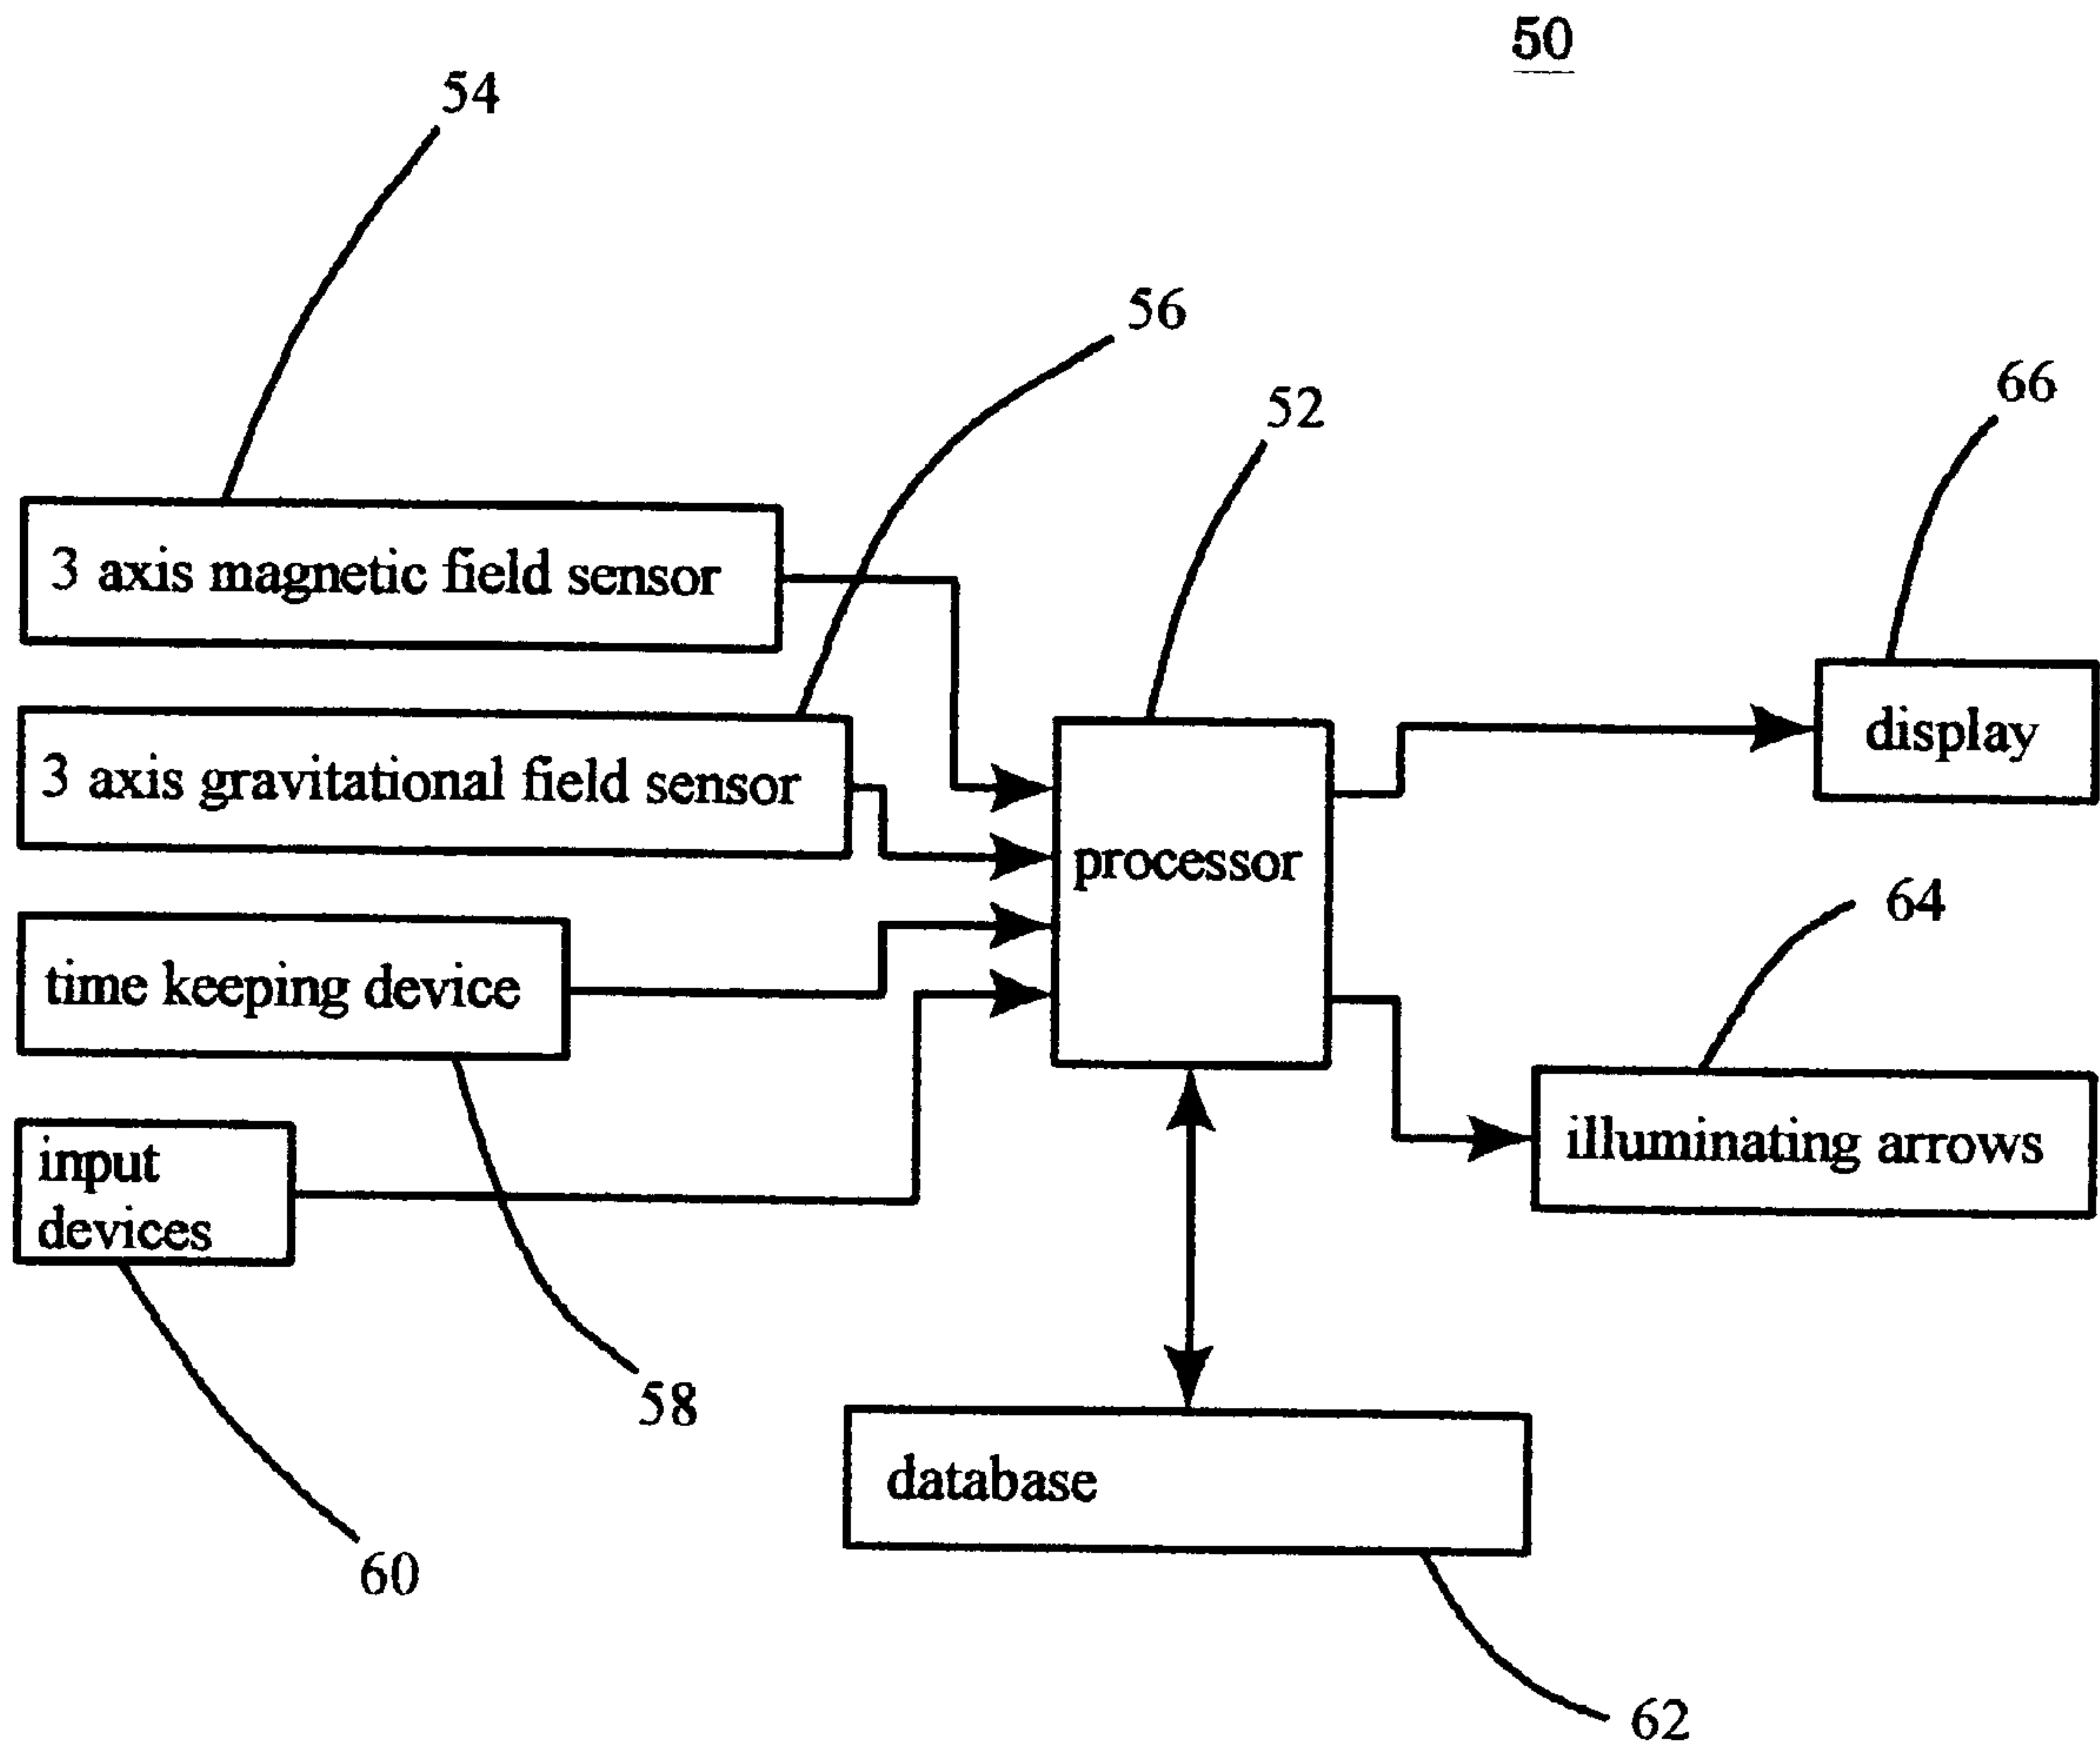 50
54
56
52
66
3 axis magnetic field sensor
display
3 axis gravitational field sensor
processor
64
time keeping device
illuminating arrows
input
devices
58
database
60
62